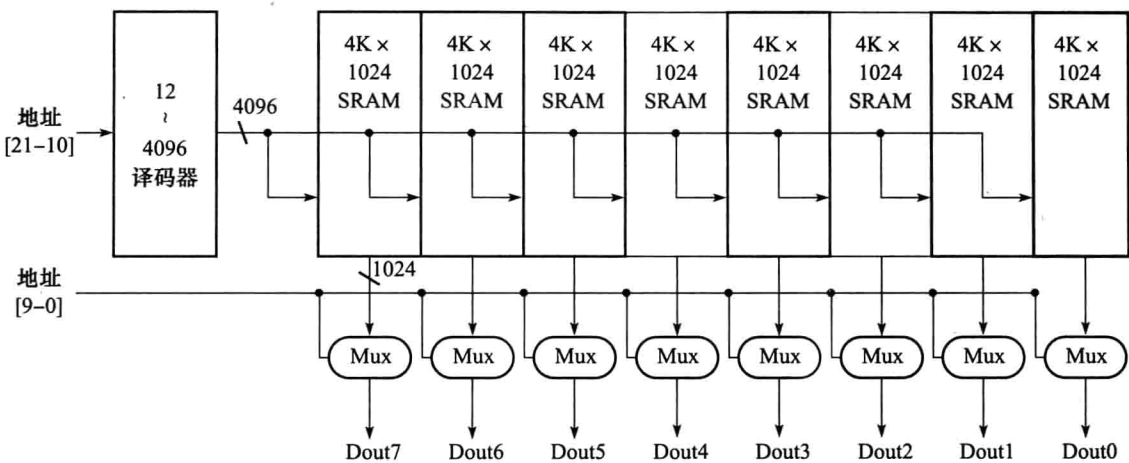 4K × 4K × 4K × 4K × 4K × 4K × 4K × 4K ×
1024 1024 1024 1024 1024 1024 1024 1024
SRAM SRAM SRAM SRAM SRAM SRAM SRAM SRAM
地址
[21–10]
12
~
4096
译码器
4096
地址
[9–0]
1024
Mux Mux Mux Mux Mux Mux Mux Mux
Dout7 Dout6 Dout5 Dout4 Dout3 Dout2 Dout1 Dout0